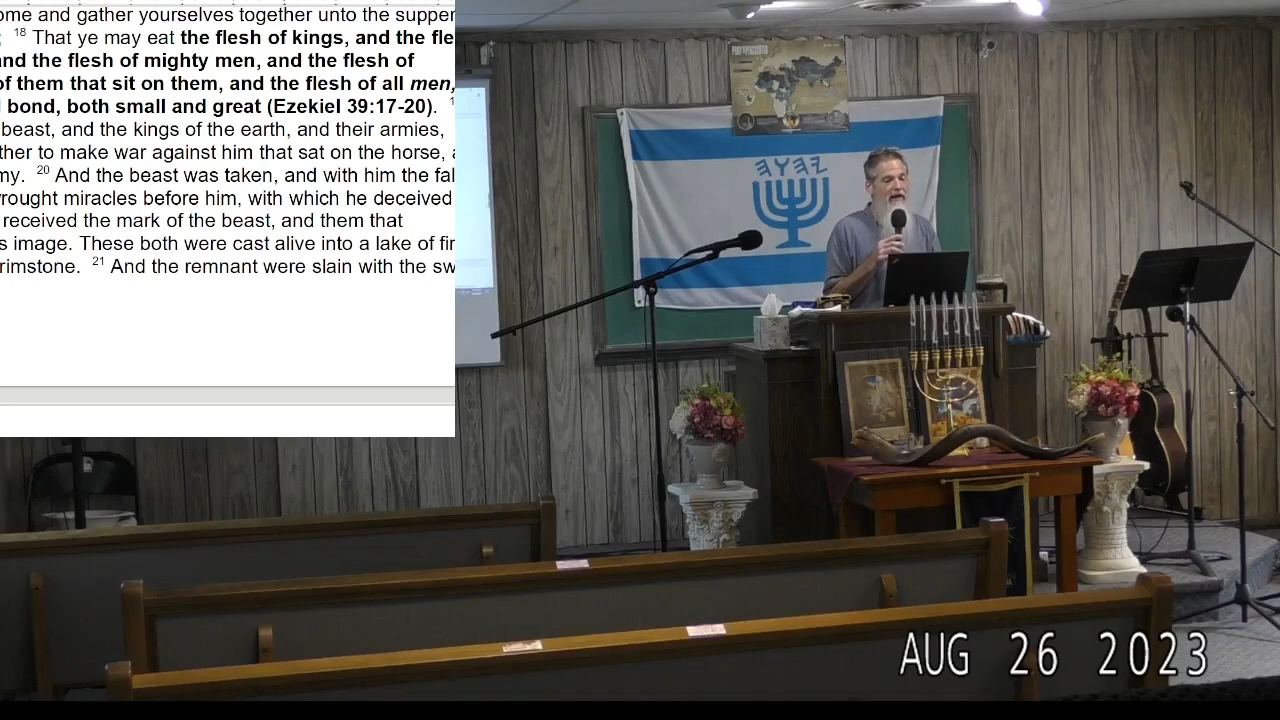 ome and gather yourselves together unto the supper
: 18 That ye may eat the flesh of kings, and the fle
and the flesh of mighty men, and the flesh of
of them that sit on them, and the flesh of all men,
l bond, both small and great (Ezekiel 39:17-20). 1
beast, and the kings of the earth, and their armies,
ther to make war against him that sat on the horse, a
my. 20 And the beast was taken, and with him the fal
wrought miracles before him, with which he deceived
received the mark of the beast, and them that
s image. These both were cast alive into a lake of fir
rimstone. 21 And the remnant were slain with the sw
𐤉𐤄𐤅𐤄
AUG 26 2023